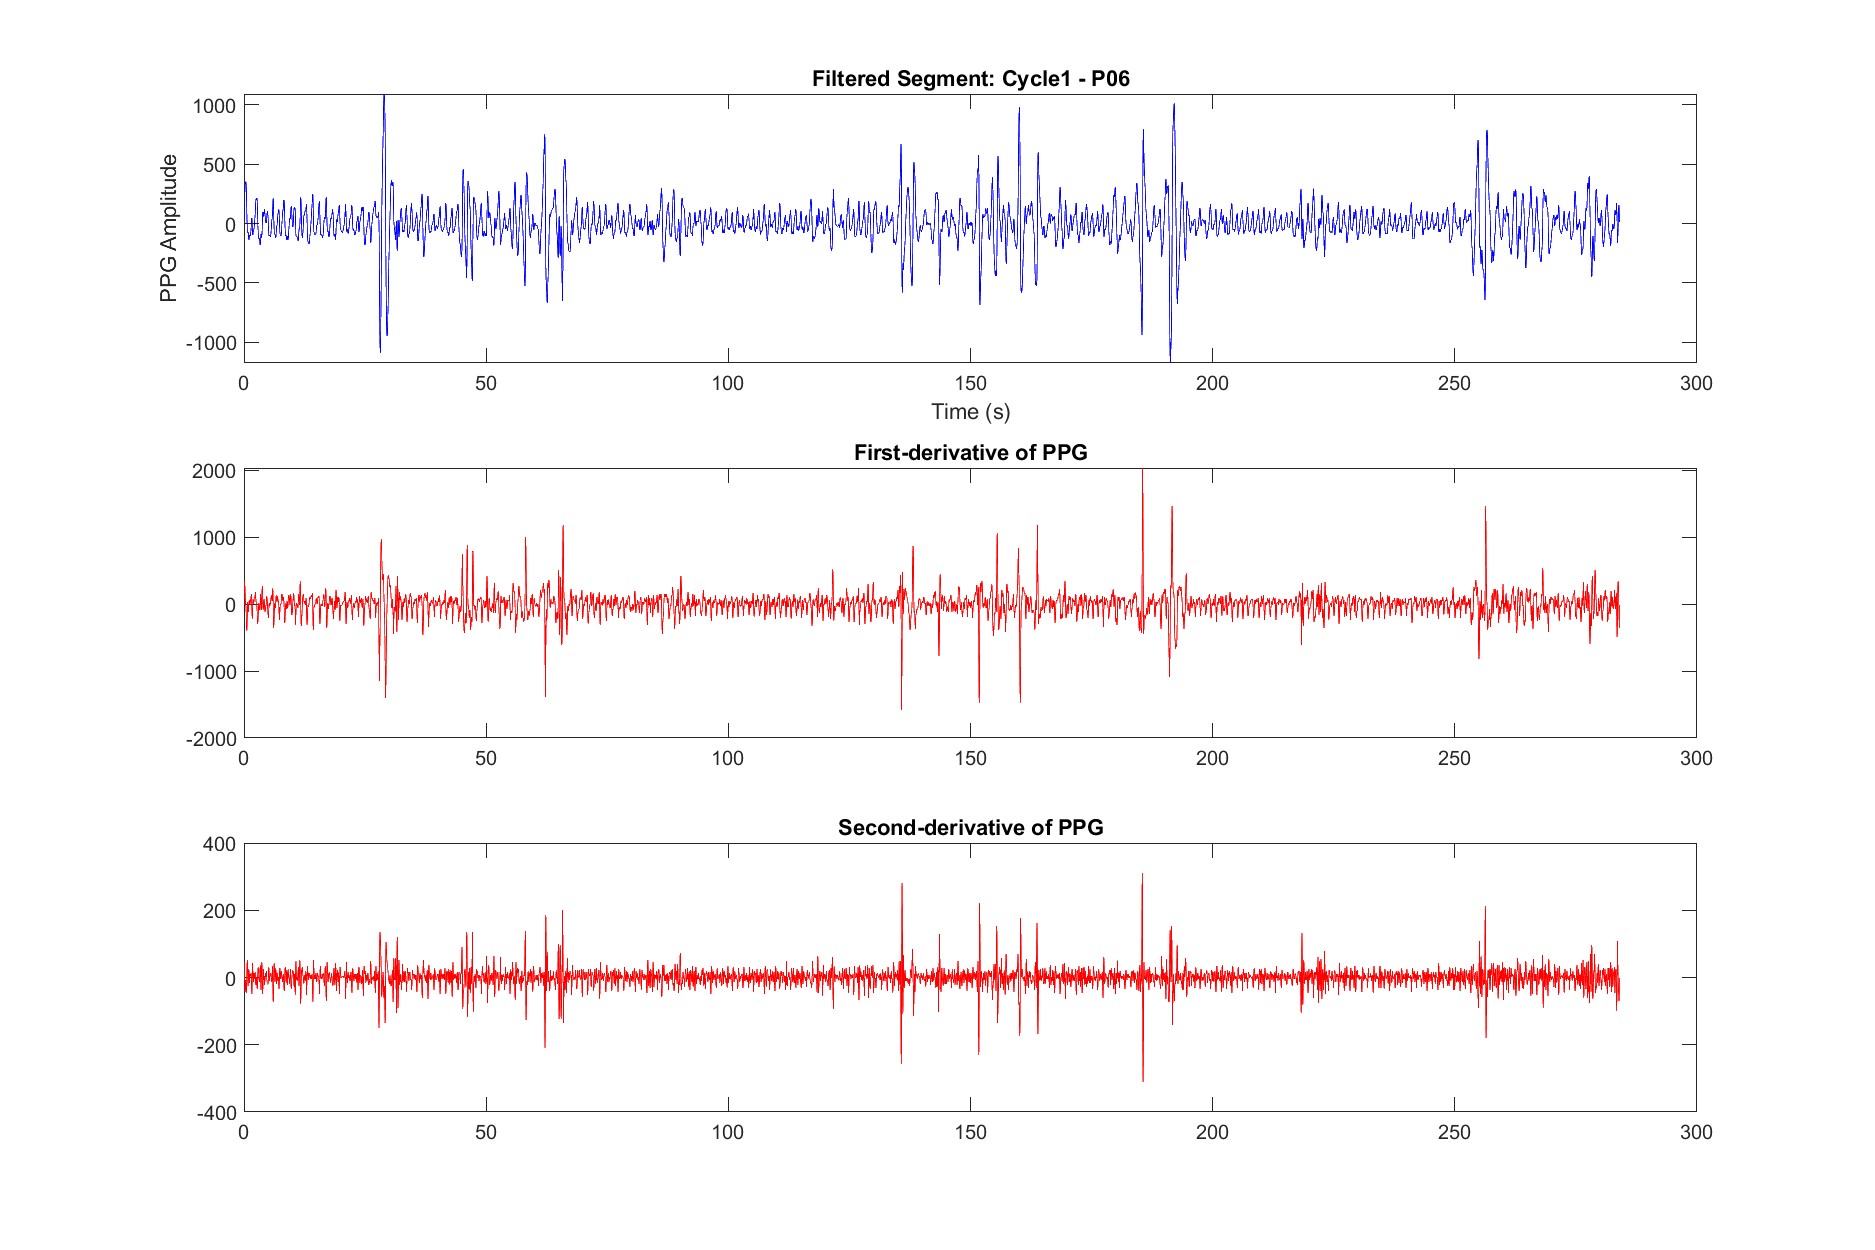 Filtered Segment: Cycle1 - P06
1000
500
0
-500
-1000
PPG Amplitude
0 50 100 150 200 250 300
Time (s)
First-derivative of PPG
2000
1000
0
-1000
-2000
0 50 100 150 200 250 300
Second-derivative of PPG
400
200
0
-200
-400
0 50 100 150 200 250 300